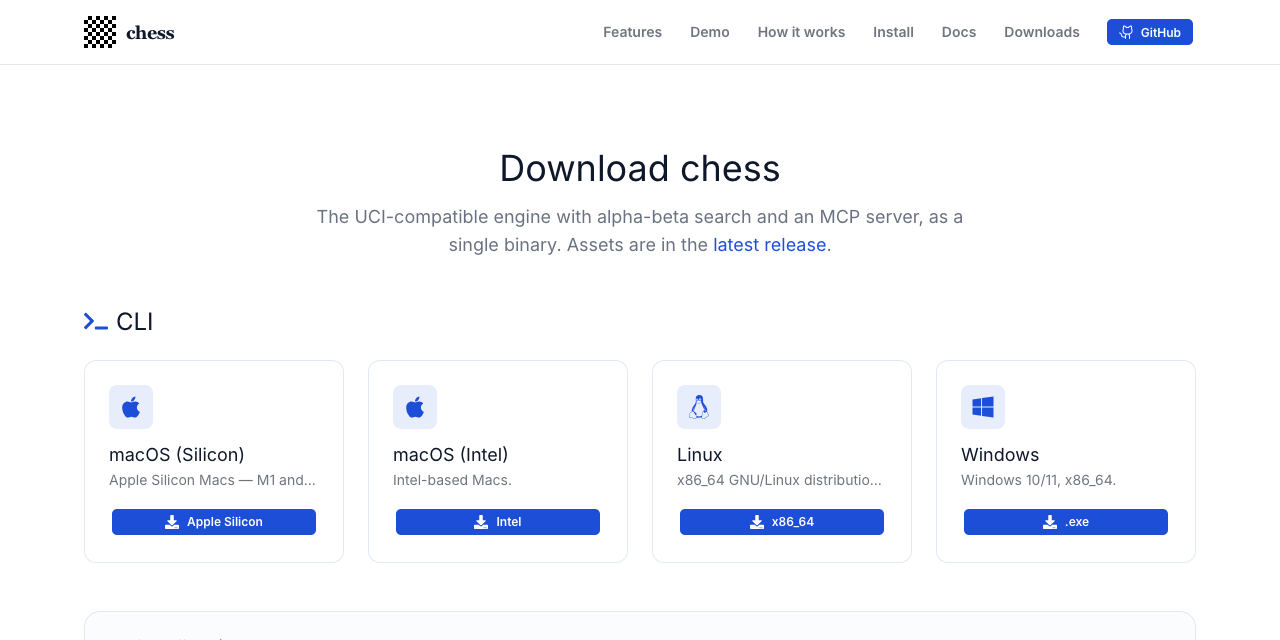 chess
Features
Demo
How it works
Install
Docs
Downloads
GitHub
Download chess
The UCI-compatible engine with alpha-beta search and an MCP server, as a
single binary. Assets are in the latest release.
CLI
macOS (Silicon)
Apple Silicon Macs — M1 and...
Apple Silicon
macOS (Intel)
Intel-based Macs.
Intel
Linux
x86_64 GNU/Linux distributio...
x86_64
Windows
Windows 10/11, x86_64.
.exe